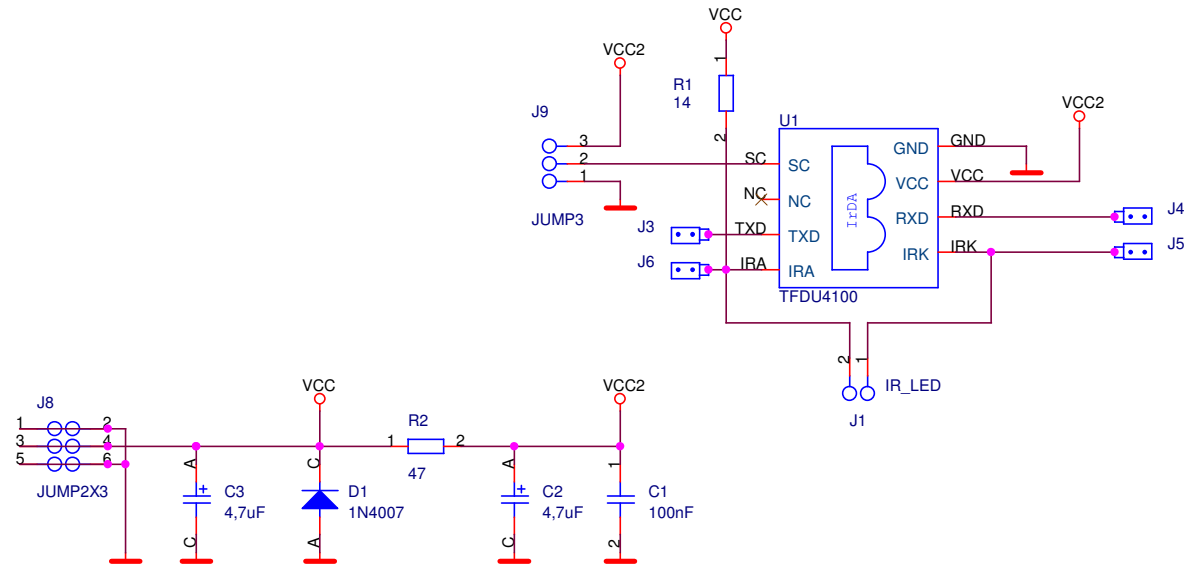 VCC
VCC2
1
R1
14
2
J9
3
2
1
JUMP3
U1
VCC2
SC
SC
GND
GND
NC
NC
VCC
VCC
IrDA
J3
TXD
TXD
RXD
RXD
J4
J6
IRA
IRA
IRK
IRK
J5
TFDU4100
2
1
IR_LED
J1
J8
1
2
3
4
5
6
JUMP2X3
VCC
VCC2
R2
1
2
47
A
C3
4,7uF
C
C
D1
1N4007
A
A
C2
4,7uF
C
1
C1
100nF
2